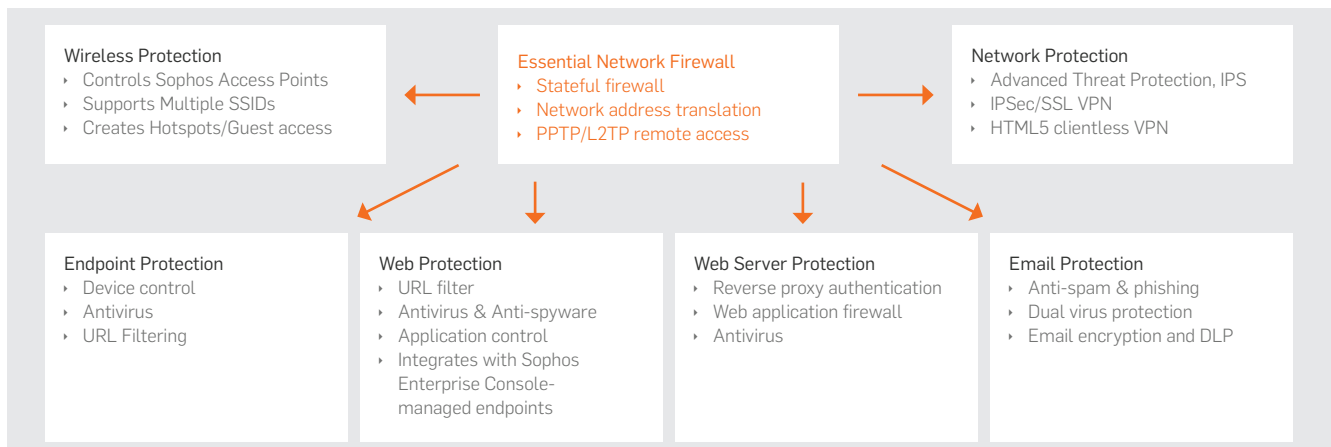 Wireless Protection
‣ Controls Sophos Access Points
‣ Supports Multiple SSIDs
‣ Creates Hotspots/Guest access
Essential Network Firewall
‣ Stateful firewall
‣ Network address translation
‣ PPTP/L2TP remote access
Network Protection
‣ Advanced Threat Protection, IPS
‣ IPSec/SSL VPN
‣ HTML5 clientless VPN
Endpoint Protection
‣ Device control
‣ Antivirus
‣ URL Filtering
Web Protection
‣ URL filter
‣ Antivirus & Anti-spyware
‣ Application control
‣ Integrates with Sophos
Enterprise Console-
managed endpoints
Web Server Protection
‣ Reverse proxy authentication
‣ Web application firewall
‣ Antivirus
Email Protection
‣ Anti-spam & phishing
‣ Dual virus protection
‣ Email encryption and DLP